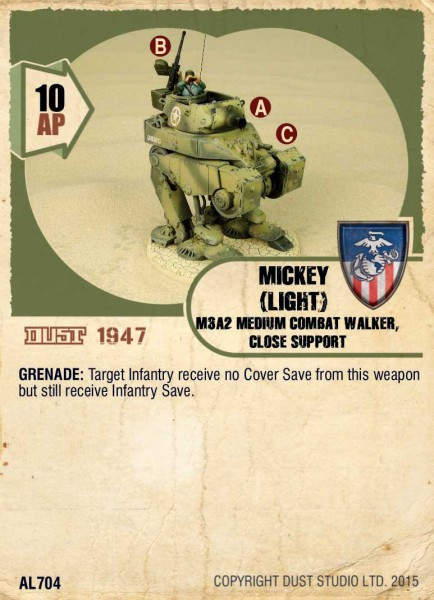 10
AP
B
A
C
MICKEY
(LIGHT)
M3A2 MEDIUM COMBAT WALKER,
CLOSE SUPPORT
DUST 1947
GRENADE: Target Infantry receive no Cover Save from this weapon
but still receive Infantry Save.
AL704
COPYRIGHT DUST STUDIO LTD. 2015